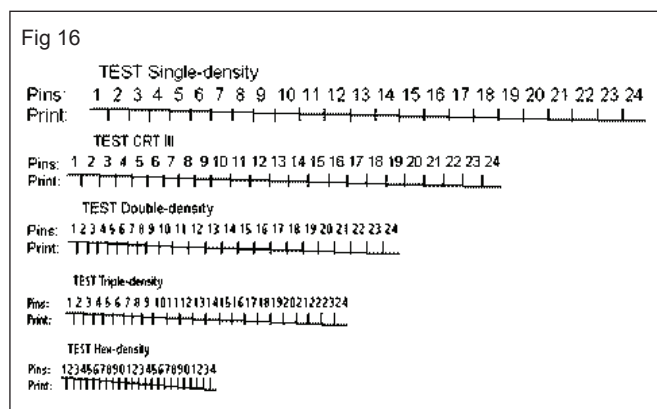 Fig 16
TEST Single-density
Pins: 1 2 3 4 5 6 7 8 9 10 11 12 13 14 15 16 17 18 19 20 21 22 23 24
Print:
TEST CRT III
Pins: 1 2 3 4 5 6 7 8 9 10 11 12 13 14 15 16 17 18 19 20 21 22 23 24
Print:
TEST Double-density
Pins: 1 2 3 4 5 6 7 8 9 10 11 12 13 14 15 16 17 18 19 20 21 22 23 24
Print:
TEST Triple-density
Pins: 1 2 3 4 5 6 7 8 9 10 11 12 13 14 15 16 17 18 19 20 21 22 23 24
Print:
TEST Hex-density
Pins: 123456789012345678901234
Print: